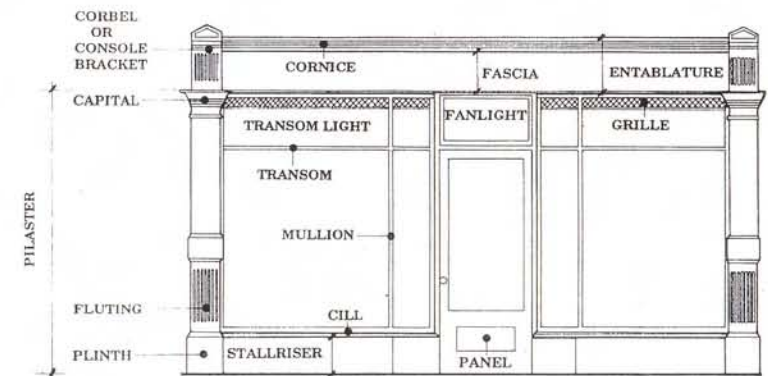 CORBEL
OR
CONSOLE
BRACKET
CORNICE
FASCIA
ENTABLATURE
CAPITAL
TRANSOM LIGHT
FANLIGHT
GRILLE
TRANSOM
PILASTER
MULLION
FLUTING
CILL
PLINTH
STALLRISER
PANEL